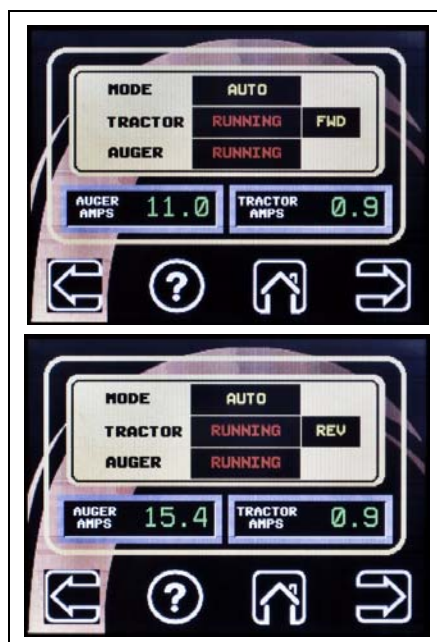 MODE AUTO
TRACTOR RUNNING FWD
AUGER RUNNING
AUGER AMPS 11.0 TRACTOR AMPS 0.9
?
MODE AUTO
TRACTOR RUNNING REV
AUGER RUNNING
AUGER AMPS 15.4 TRACTOR AMPS 0.9
?